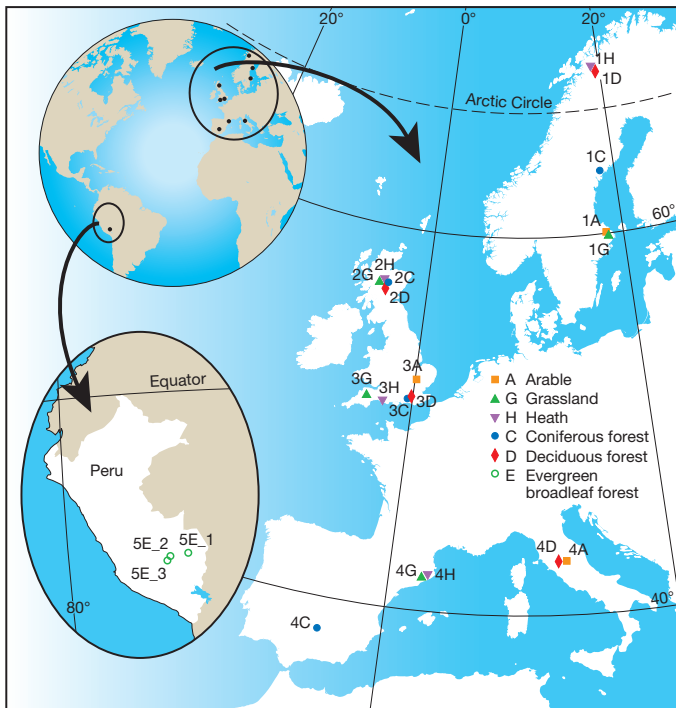 20°
0°
20°
1H
1D
Arctic Circle
1C
60°
1A
1G
2H
2G
2C
2D
3A
3G
3H
3C
3D
A Arable
G Grassland
H Heath
C Coniferous forest
D Deciduous forest
E Evergreen
broadleaf forest
Equator
Peru
5E_1
5E_2
5E_3
80°
4D
4A
4G
4H
4C
40°